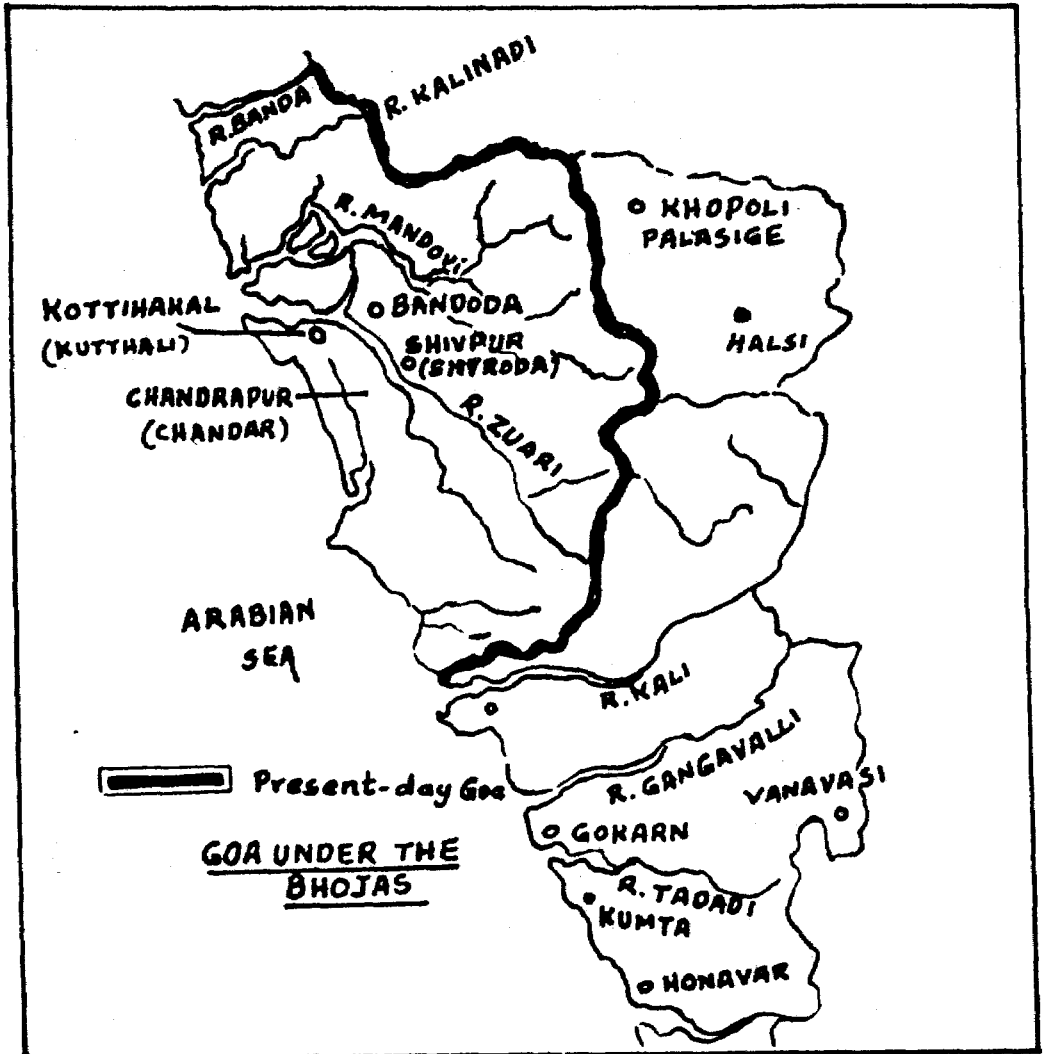 R. KALINADI
R. BANDA
R. MANDOVI
KHOPOLI
PALASIGE
KOTTIHAKAL
(KUTTHALI)
BANDODA
SHIVPUR
(SHIRODA)
HALSI
CHANDRAPUR
(CHANDAR)
R. ZUARI
ARABIAN
SEA
R. KALI
R. GANGAVALLI
Present-day Goa
VANAVASI
GOKARN
GOA UNDER THE
BHOJAS
R. TADADI
KUMTA
HONAVAR